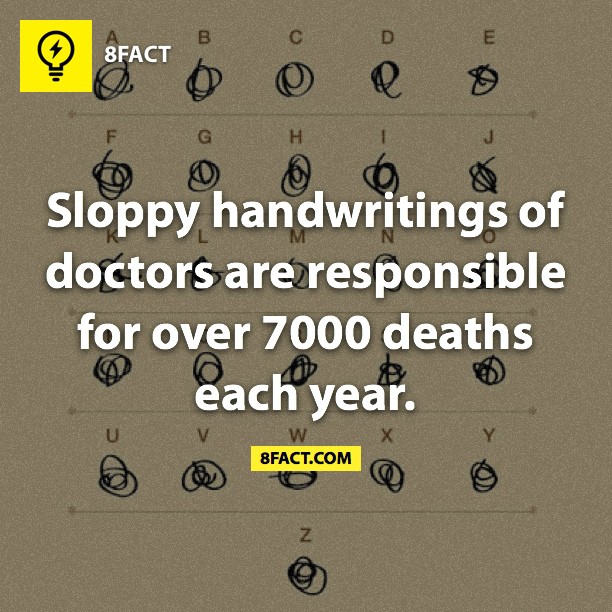 A B C D E
8FACT
F G H I J
Sloppy handwritings of
K L M N O
doctors are responsible
for over 7000 deaths
each year.
U V W X Y
8FACT.COM
Z